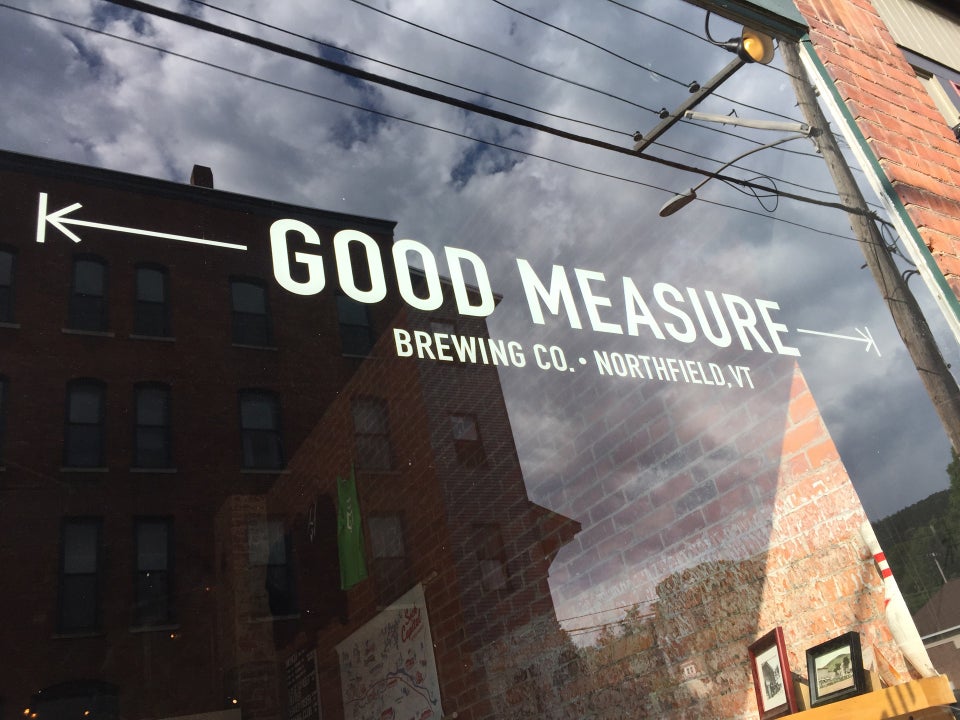 GOOD MEASURE
BREWING CO. • NORTHFIELD, VT